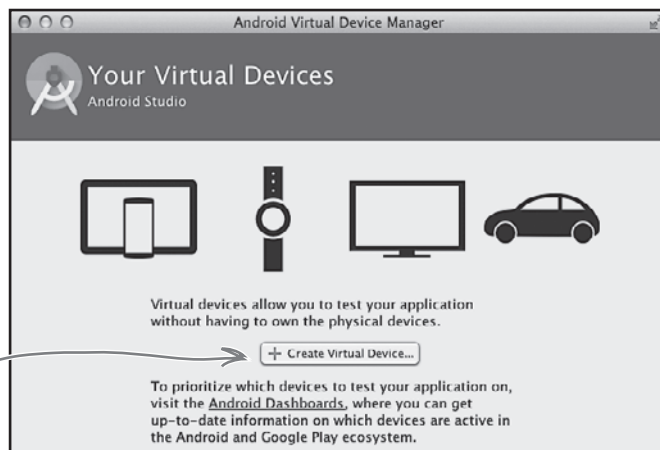 Android Virtual Device Manager
Your Virtual Devices
Android Studio
Virtual devices allow you to test your application
without having to own the physical devices.
Create Virtual Device...
To prioritize which devices to test your application on,
visit the Android Dashboards, where you can get
up-to-date information on which devices are active in
the Android and Google Play ecosystem.